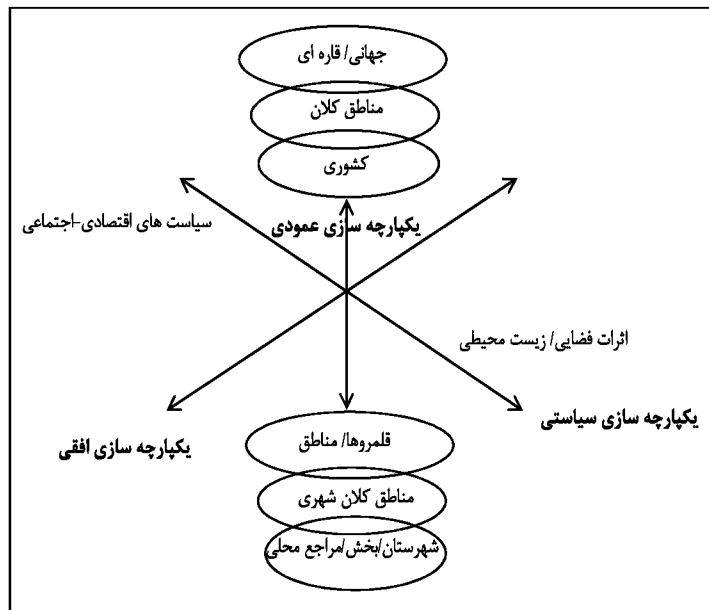 جهانی/ قاره ای
مناطق کلان
کشوری
سیاست های اقتصادی-اجتماعی
یکپارچه سازی عمودی
اثرات فضایی/ زیست محیطی
یکپارچه سازی سیاستی
یکپارچه سازی افقی
قلمروها/ مناطق
مناطق کلان شهری
شهرستان/بخش/مراجع محلی